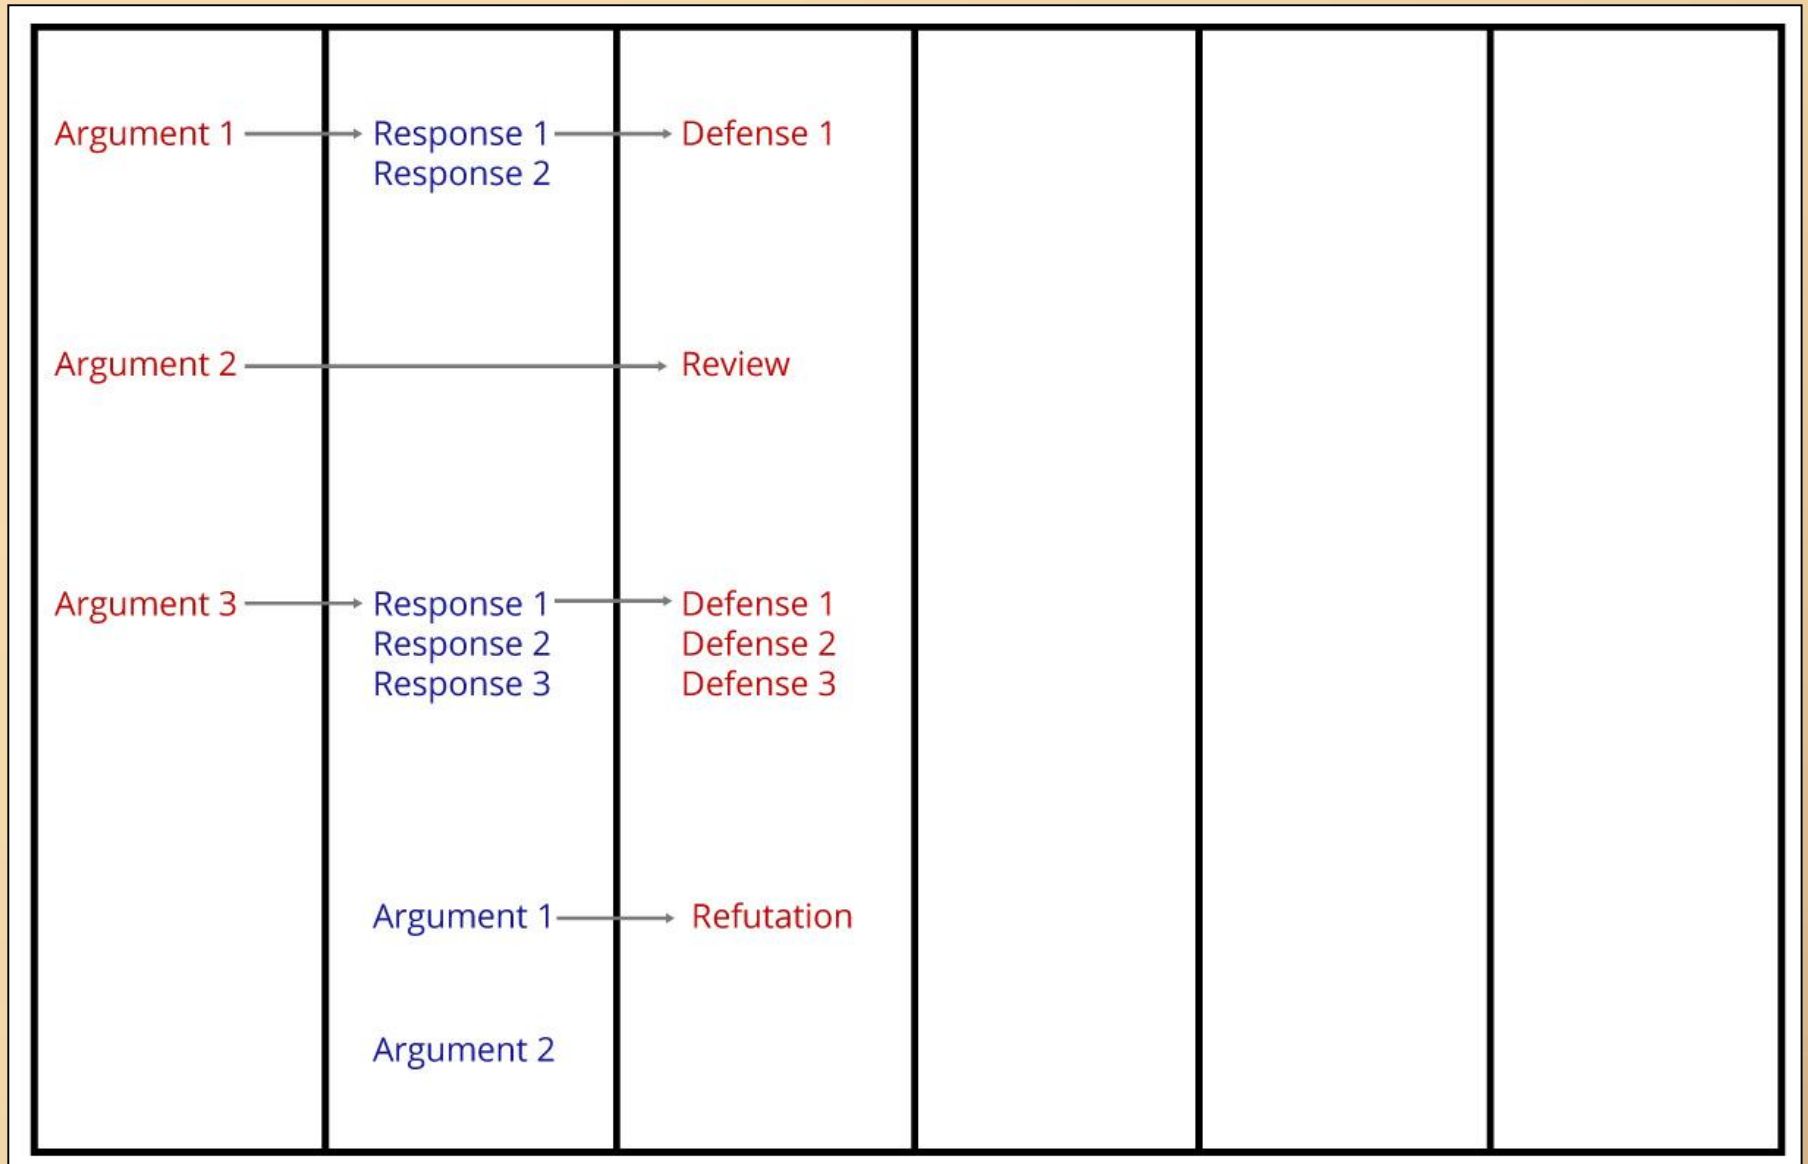 Argument 1 Response 1 Defense 1
Response 2
Argument 2 Review
Argument 3 Response 1 Defense 1
Response 2 Defense 2
Response 3 Defense 3
Argument 1 Refutation
Argument 2